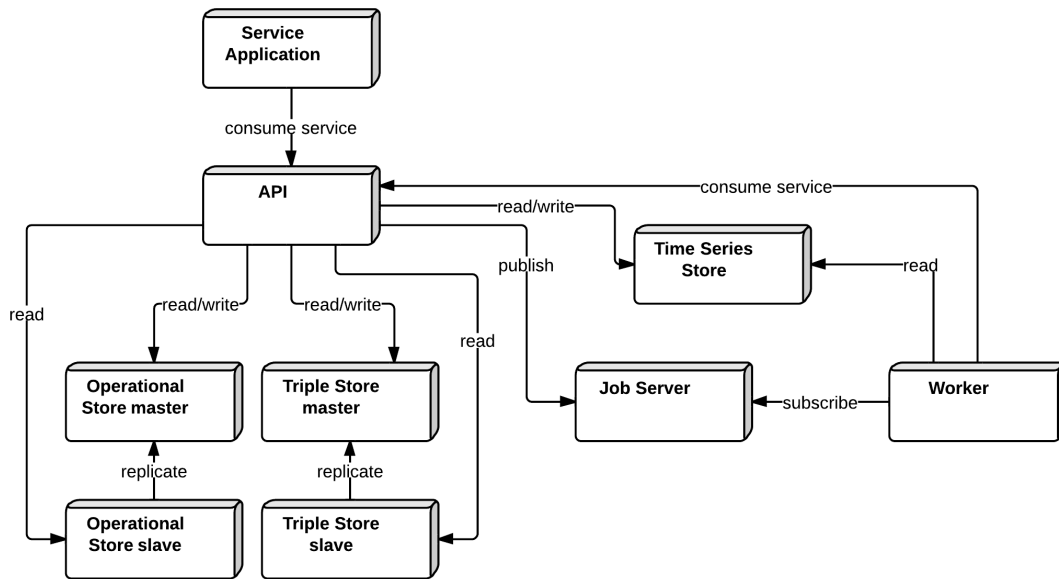 Service
Application
consume service
API
consume service
read/write
Time Series
Store
publish
read
read
read/write
read/write
read
Operational
Store master
Triple Store
master
Job Server
Worker
subscribe
replicate
replicate
Operational
Store slave
Triple Store
slave